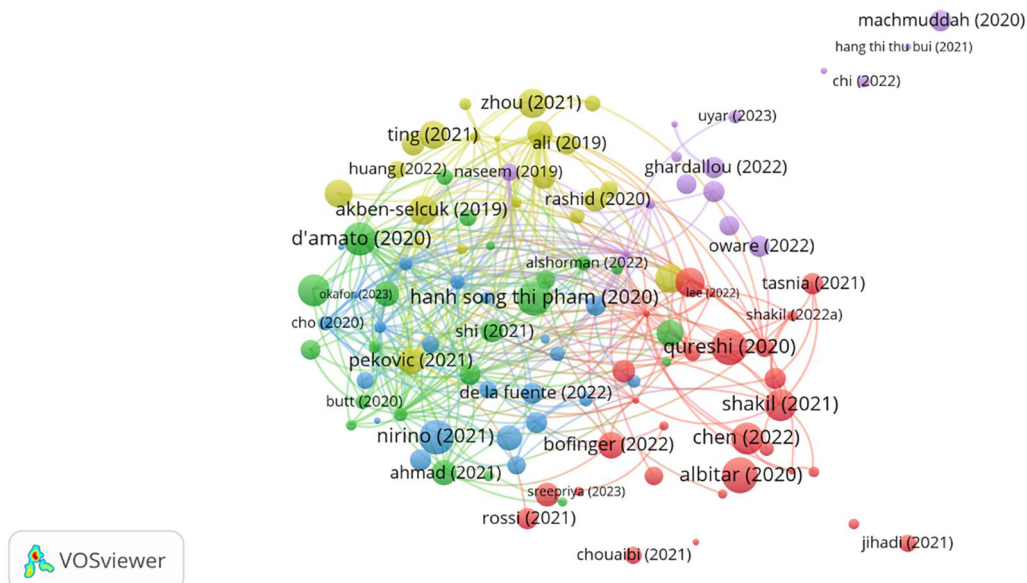 machmuddah (2020)
hang thi thu bui (2021)
chi (2022)
zhou (2021)
uyar (2023)
ting (2021)
ali (2019)
huang (2022)
naseem (2019)
ghardallou (2022)
rashid (2020)
akben-selcuk (2019)
d'amato (2020)
oware (2022)
alshorman (2022)
tasnia (2021)
okafor (2023)
hanh song thi pham (2020)
lee (2022)
shakil (2022a)
cho (2020)
shi (2021)
qureshi (2020)
pekovic (2021)
de la fuente (2022)
butt (2020)
shakil (2021)
nirino (2021)
bofinger (2022)
chen (2022)
ahmad (2021)
albitar (2020)
sreepriya (2023)
rossi (2021)
chouaibi (2021)
jihadi (2021)
VOSviewer